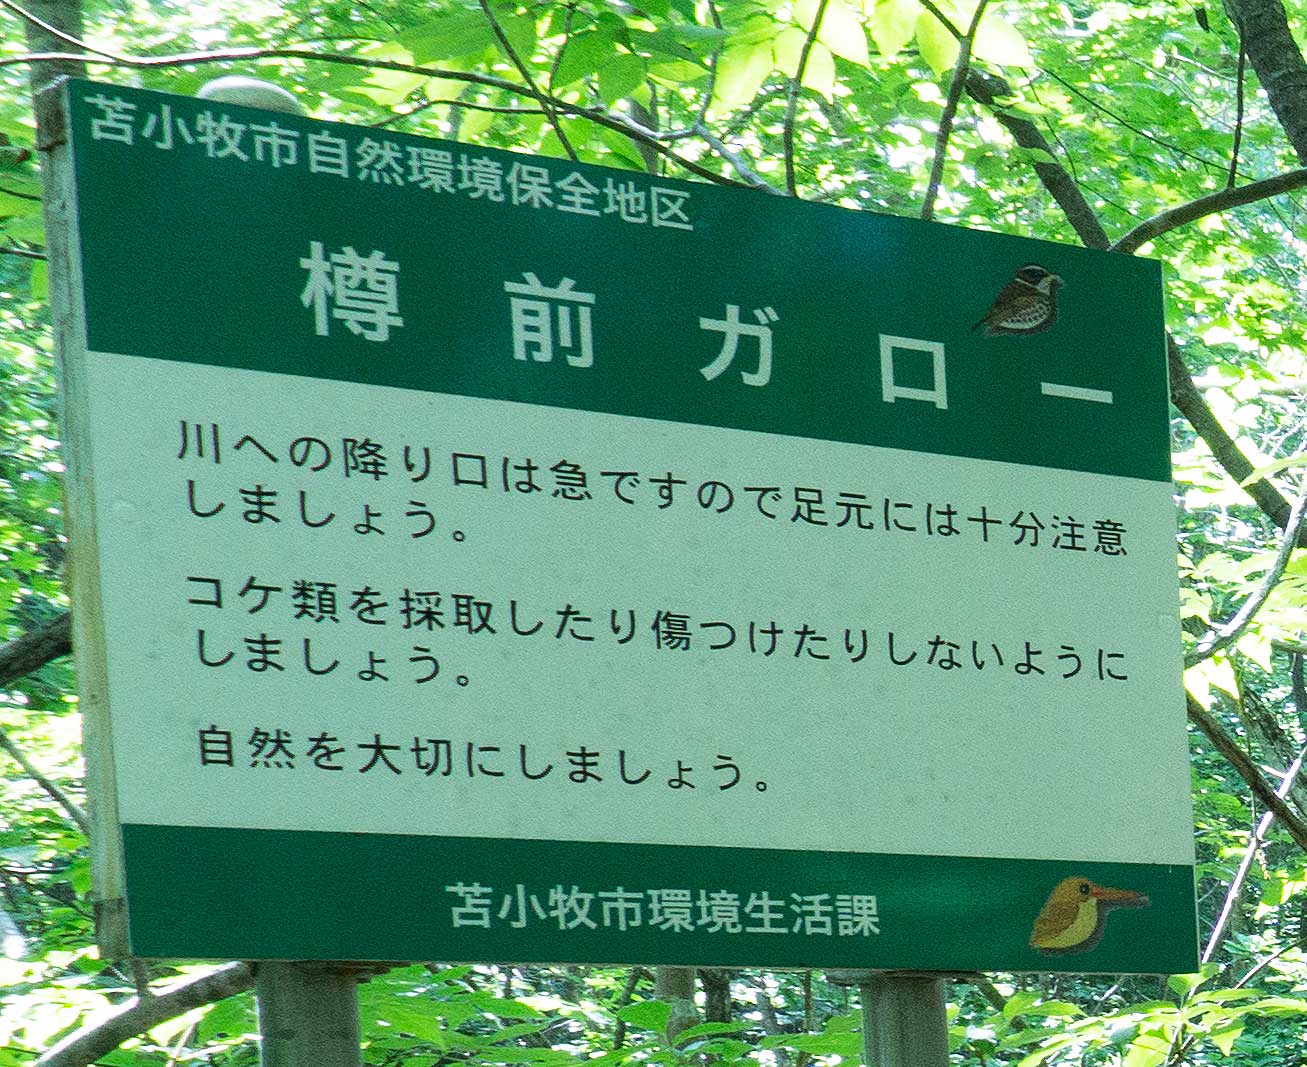 苫小牧市自然環境保全地区
樽前ガロー
川への降り口は急ですので足元には十分注意
しましょう。
コケ類を採取したり傷つけたりしないように
しましょう。
自然を大切にしましょう。
苫小牧市環境生活課